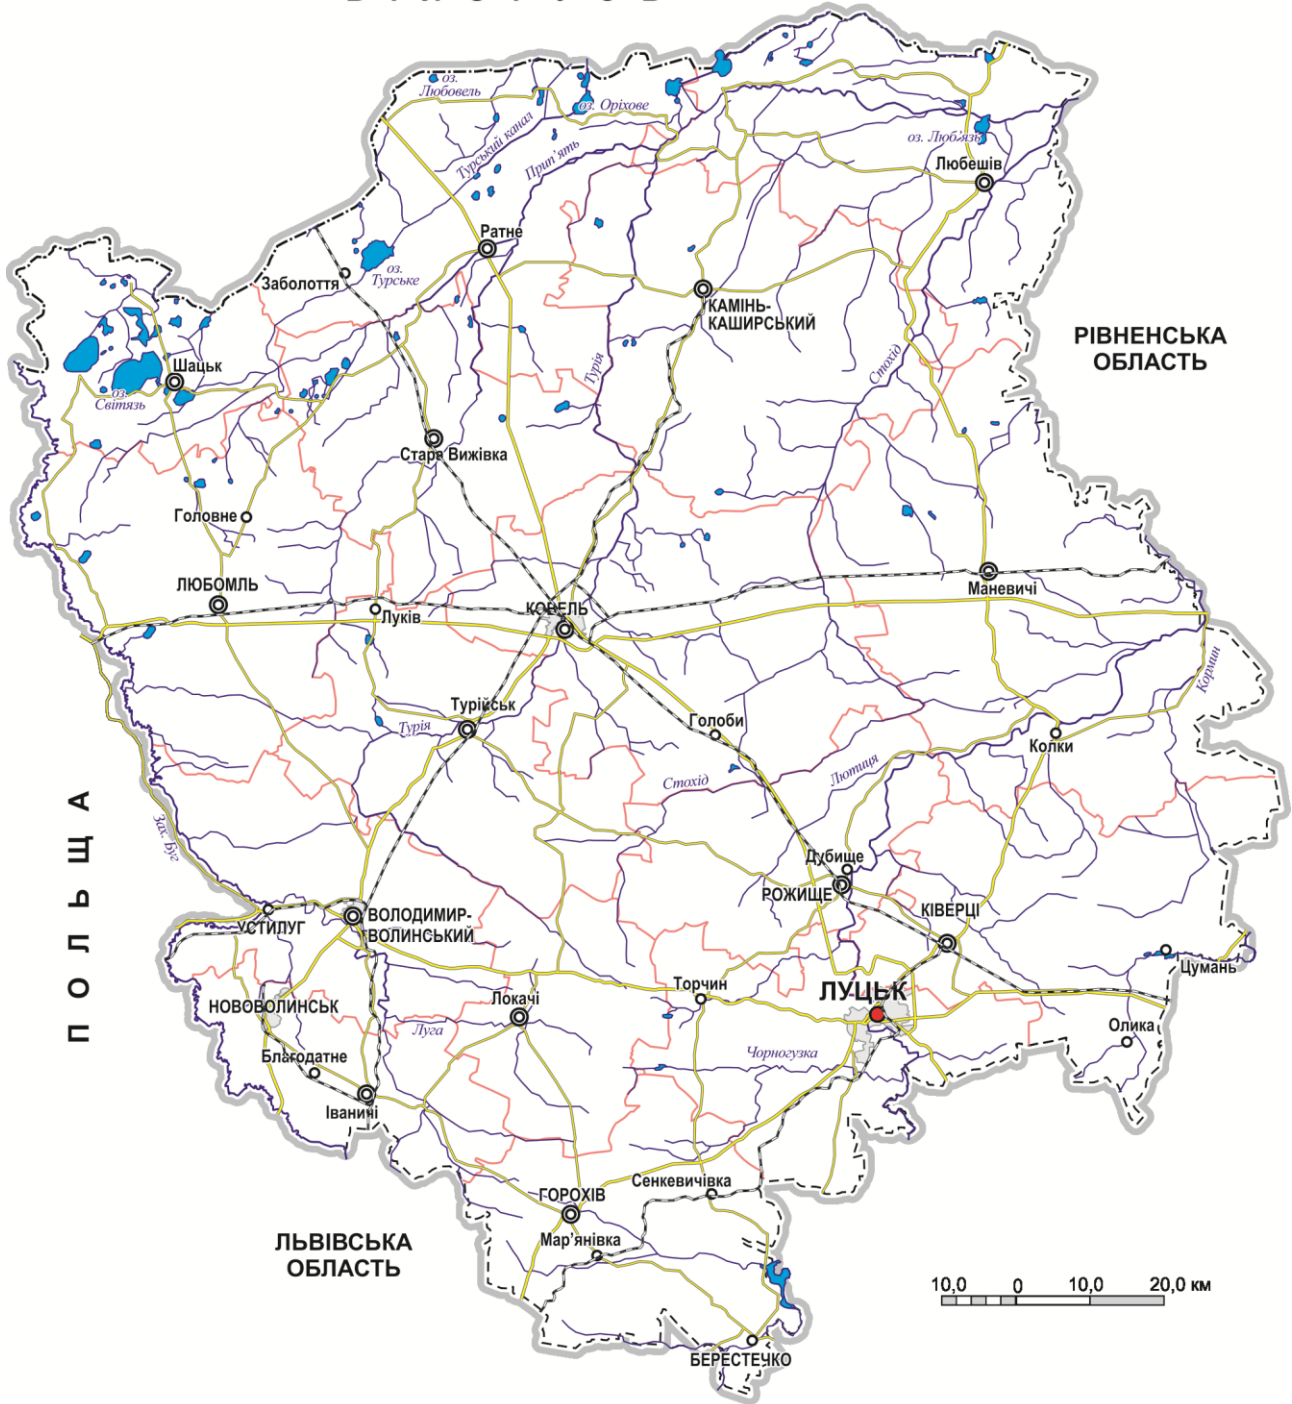 оз.
Любовель
оз. Оріхове
Турський канал
Прип'ять
оз. Люб'язь
Любешів
Ратне
оз.
Турське
Заболоття
КАМІНЬ-
КАШИРСЬКИЙ
РІВНЕНСЬКА
ОБЛАСТЬ
Шацьк
оз.
Світязь
Турія
Стохід
Стара Вижівка
Головне
ЛЮБОМЛЬ
Луків
КОВЕЛЬ
Маневичі
Кормин
Турійськ
Турія
Голоби
Колки
Стохід
Лютиця
ПОЛЬЩА
Зах. Буг
Дубище
РОЖИЩЕ
КІВЕРЦІ
УСТИЛУГ
ВОЛОДИМИР-
ВОЛИНСЬКИЙ
Цумань
НОВОВОЛИНСЬК
Локачі
Торчин
ЛУЦЬК
Луга
Олика
Благодатне
Чорногузка
Іваничі
Сенкевичівка
ГОРОХІВ
Мар'янівка
ЛЬВІВСЬКА
ОБЛАСТЬ
10,0 0 10,0 20,0 км
БЕРЕСТЕЧКО